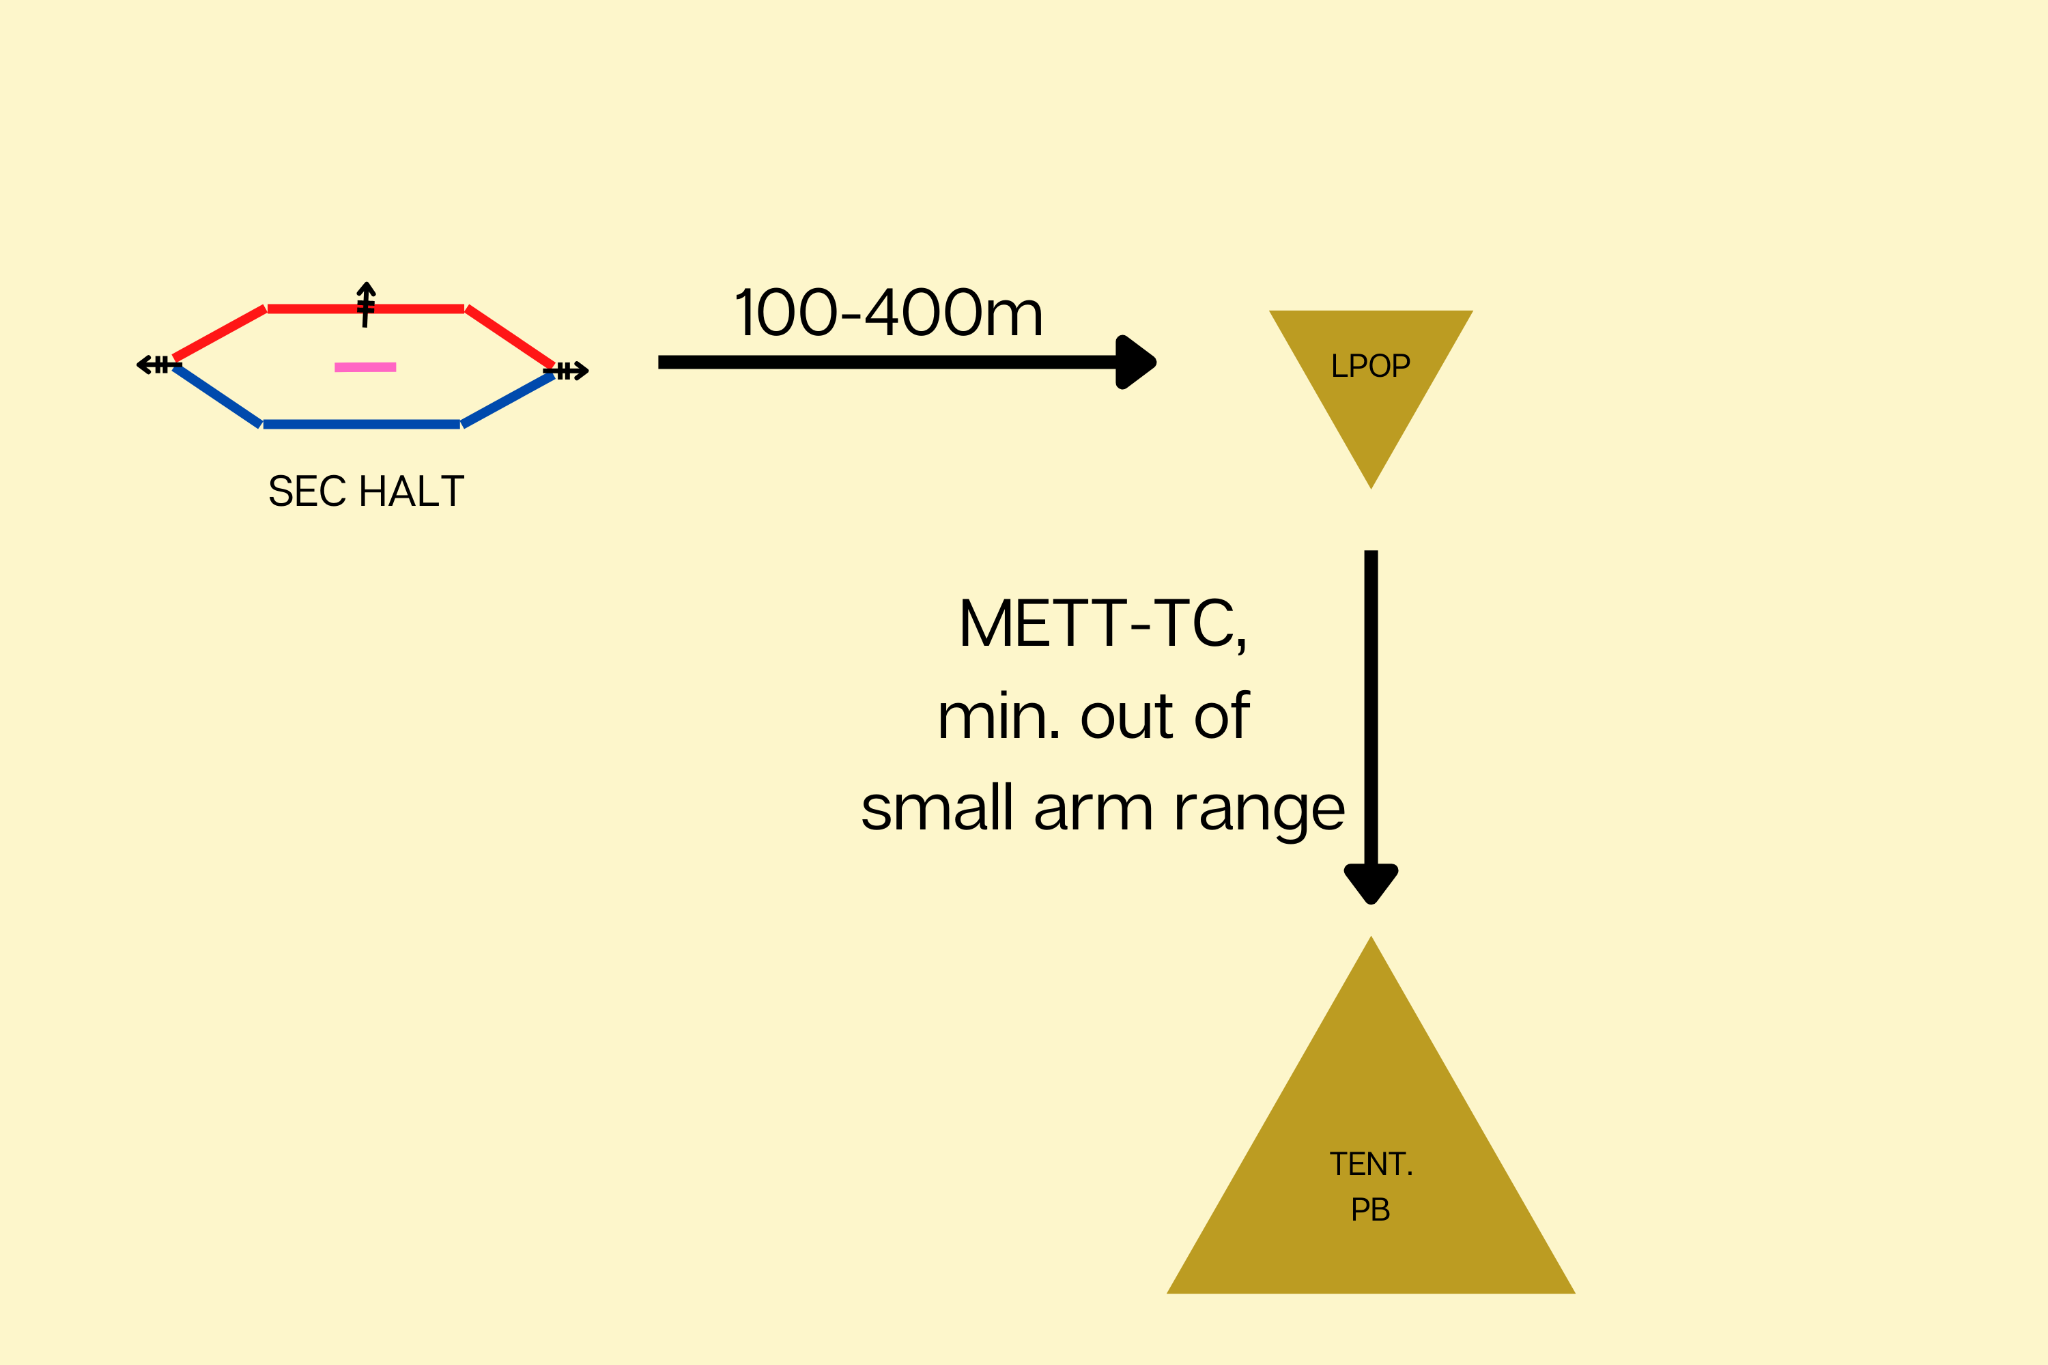 100-400m
LPOP
SEC HALT
METT-TC,
min. out of
small arm range
TENT.
PB